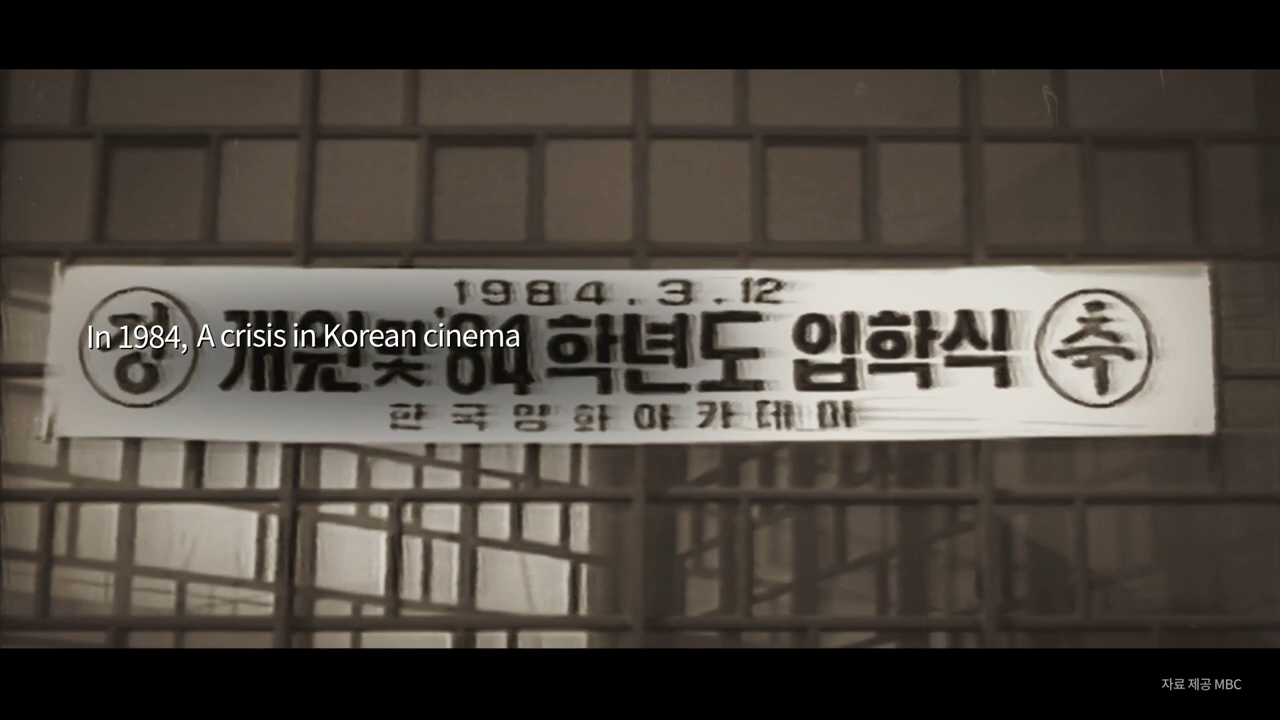 1984.3.12
경 개원및 '84 학년도 입학식 축
한국영화아카데미
In 1984, A crisis in Korean cinema
자료 제공 MBC